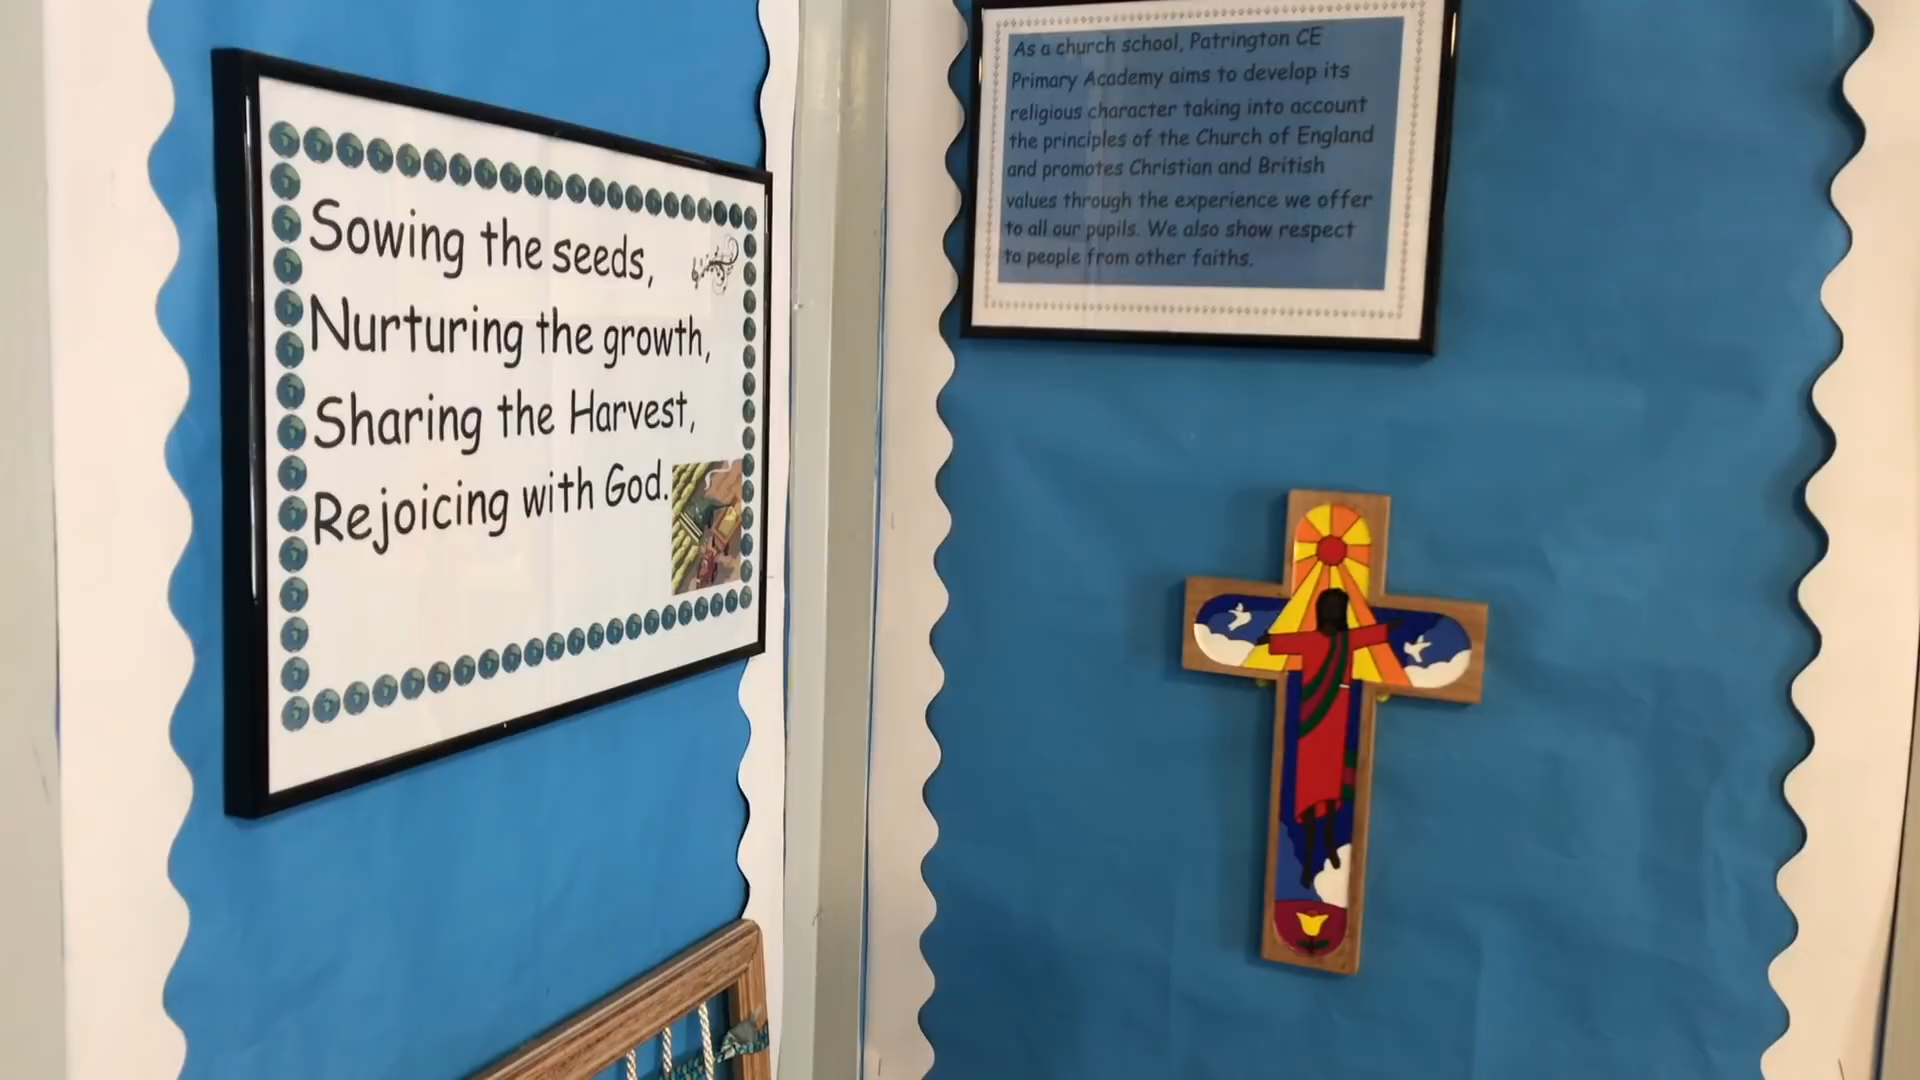 Sowing the seeds,
Nurturing the growth,
Sharing the Harvest,
Rejoicing with God.
As a church school, Patrington CE
Primary Academy aims to develop its
religious character taking into account
the principles of the Church of England
and promotes Christian and British
values through the experience we offer
to all our pupils. We also show respect
to people from other faiths.